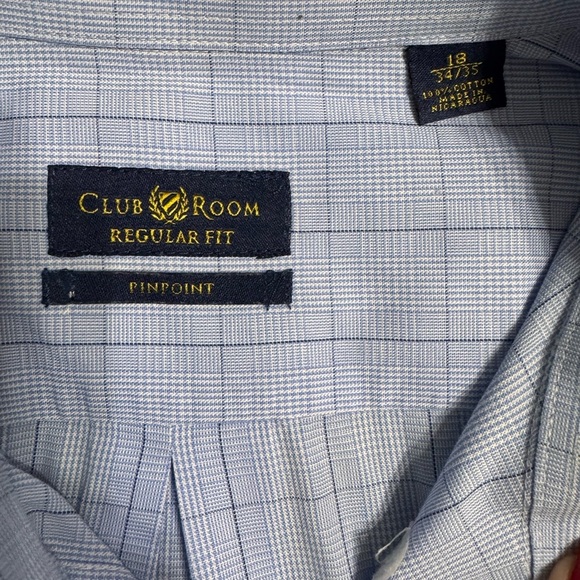 18
34/35
100% COTTON
MADE IN
NICARAGUA
CLUB ROOM
REGULAR FIT
PINPOINT